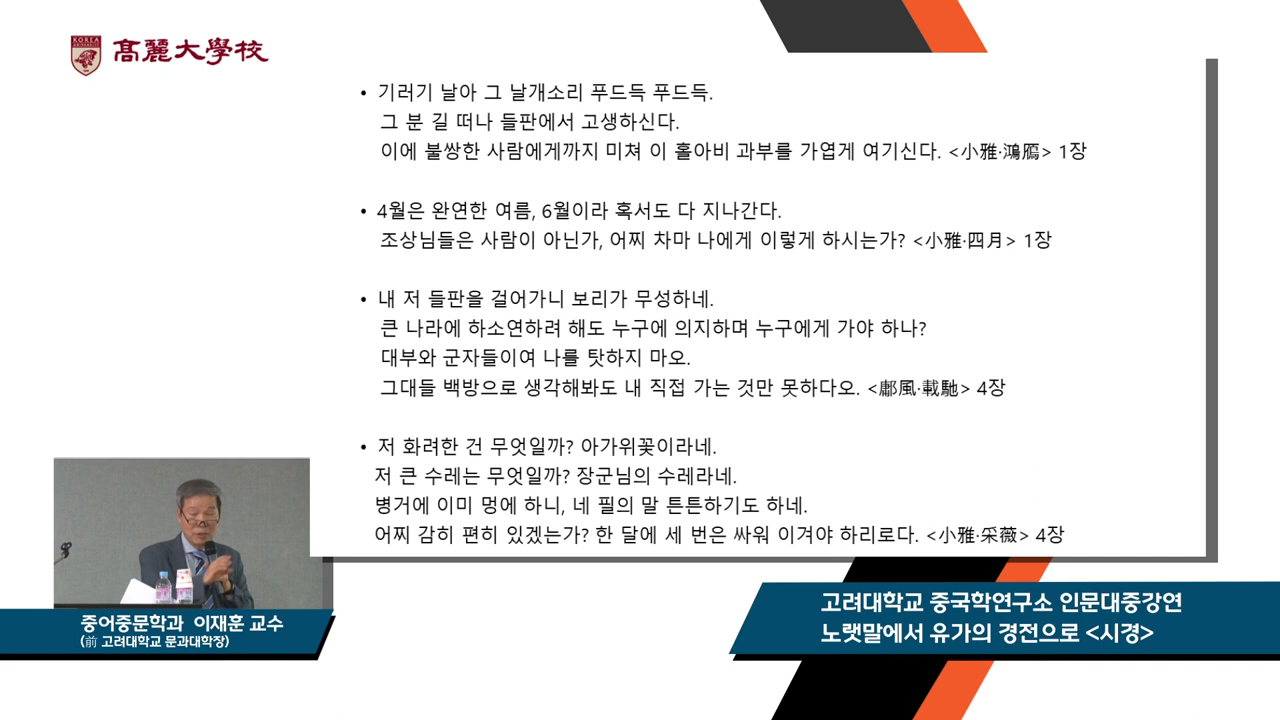 KOREA
UNIVERSITY
高麗大學校
• 기러기 날아 그 날개소리 푸드득 푸드득.
그 분 길 떠나 들판에서 고생하신다.
이에 불쌍한 사람에게까지 미쳐 이 홀아비 과부를 가엽게 여기신다. <小雅·鴻鴈> 1장
• 4월은 완연한 여름, 6월이라 혹서도 다 지나간다.
조상님들은 사람이 아닌가, 어찌 차마 나에게 이렇게 하시는가? <小雅·四月> 1장
• 내 저 들판을 걸어가니 보리가 무성하네.
큰 나라에 하소연하려 해도 누구에 의지하며 누구에게 가야 하나?
대부와 군자들이여 나를 탓하지 마오.
그대들 백방으로 생각해봐도 내 직접 가는 것만 못하다오. <鄘風·載馳> 4장
• 저 화려한 건 무엇일까? 아가위꽃이라네.
저 큰 수레는 무엇일까? 장군님의 수레라네.
병거에 이미 멍에 하니, 네 필의 말 튼튼하기도 하네.
어찌 감히 편히 있겠는가? 한 달에 세 번은 싸워 이겨야 하리로다. <小雅·采薇> 4장
중어중문학과 이재훈 교수
(前 고려대학교 문과대학장)
고려대학교 중국학연구소 인문대중강연
노랫말에서 유가의 경전으로 <시경>